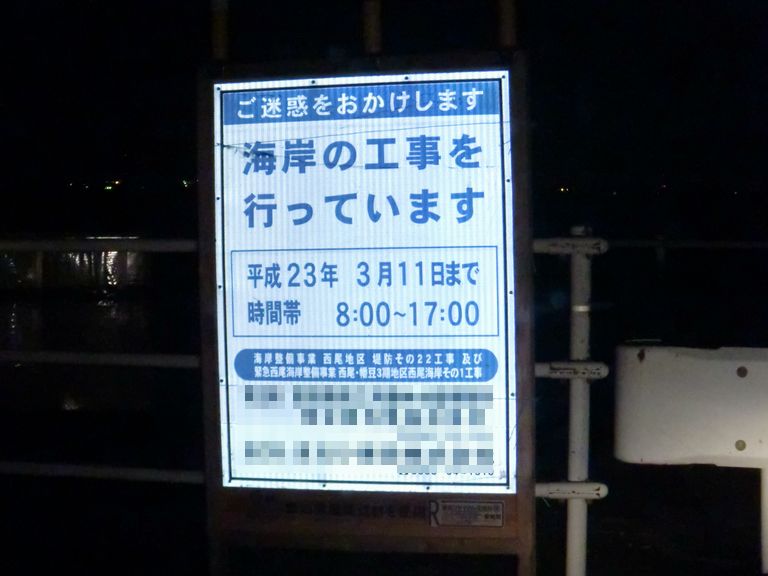 ご迷惑をおかけします
海岸の工事を
行っています
平成23年 3月11日まで
時間帯 8:00~17:00
海岸整備事業 西尾地区 堤防その22工事 及び
緊急西尾海岸整備事業 西尾・幡豆3期地区西尾海岸その1工事